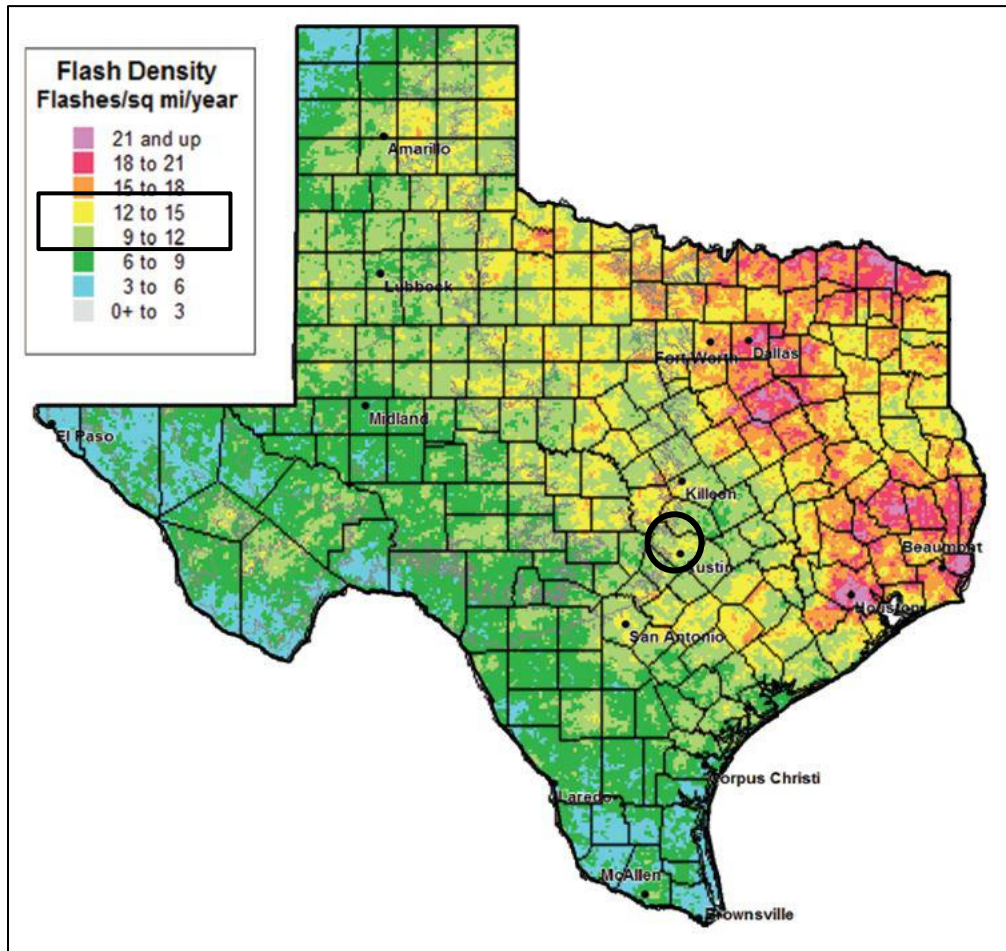 Flash Density
Flashes/sq mi/year
21 and up
18 to 21
15 to 18
12 to 15
9 to 12
6 to 9
3 to 6
0+ to 3
Amarillo
Lubbock
Fort Worth
Dallas
Midland
El Paso
Killeen
Austin
Beaumont
Houston
San Antonio
Corpus Christi
Laredo
McAllen
Brownsville